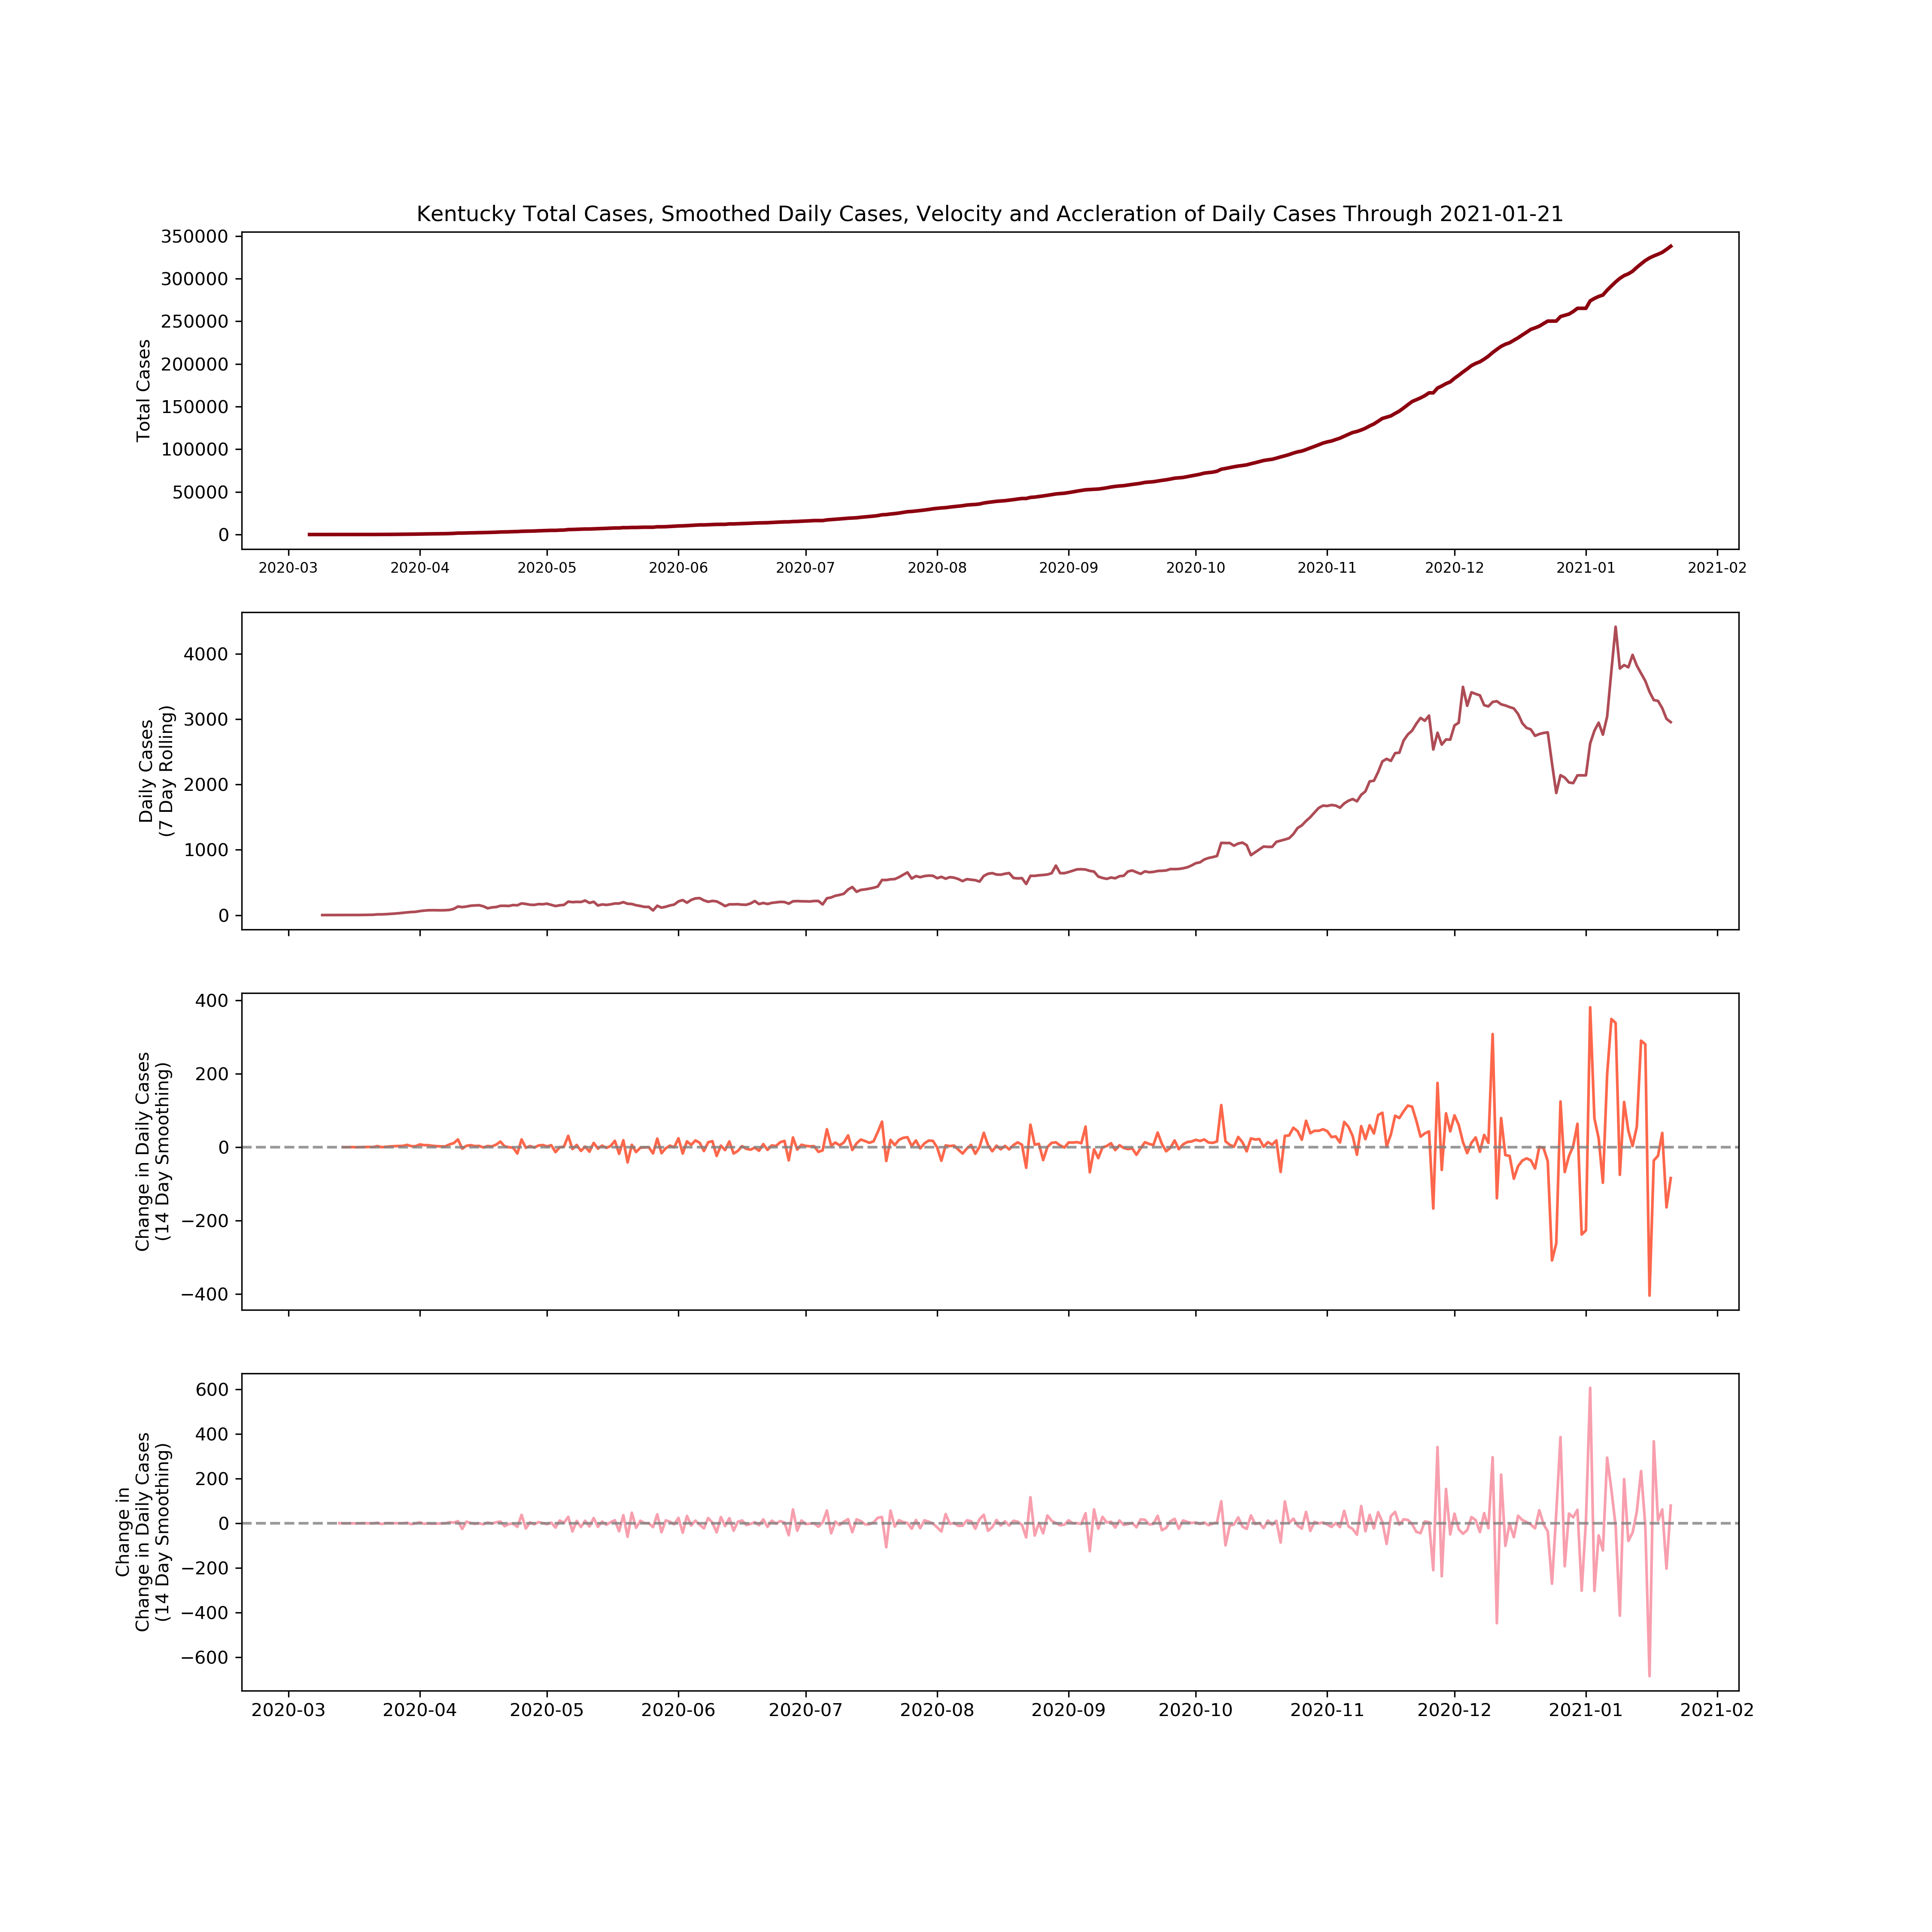 Kentucky Total Cases, Smoothed Daily Cases, Velocity and Accleration of Daily Cases Through 2021-01-21
350000
300000
250000
200000
150000
100000
50000
0
Total Cases
2020-03 2020-04 2020-05 2020-06 2020-07 2020-08 2020-09 2020-10 2020-11 2020-12 2021-01 2021-02
4000
3000
2000
1000
0
Daily Cases
(7 Day Rolling)
400
200
0
−200
−400
Change in Daily Cases
(14 Day Smoothing)
600
400
200
0
−200
−400
−600
Change in
Change in Daily Cases
(14 Day Smoothing)
2020-03 2020-04 2020-05 2020-06 2020-07 2020-08 2020-09 2020-10 2020-11 2020-12 2021-01 2021-02